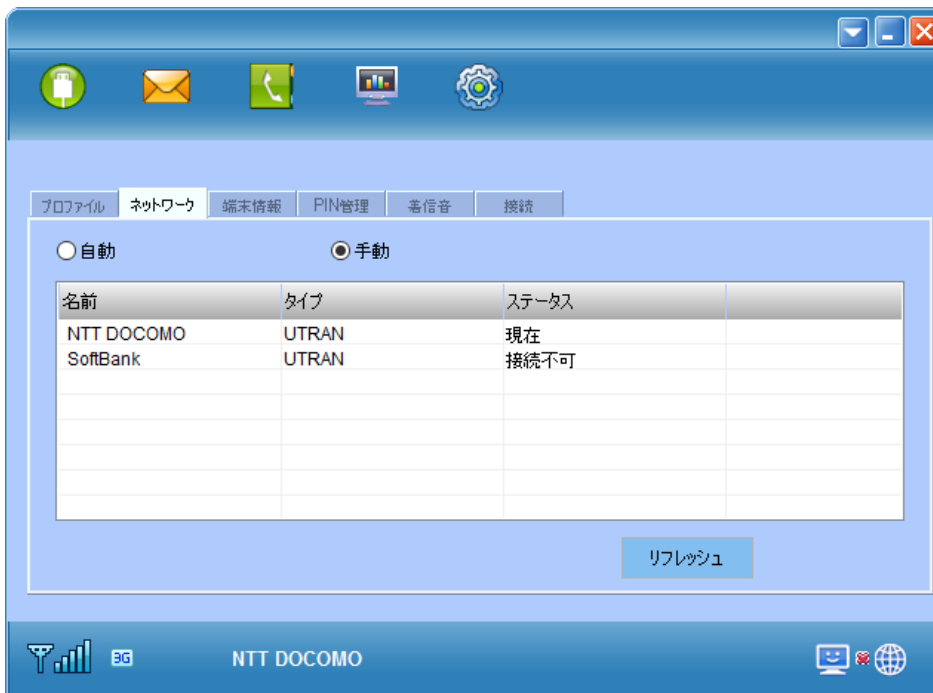 プロファイル ネットワーク 端末情報 PIN管理 着信音 接続
自動 手動
名前 タイプ ステータス
NTT DOCOMO UTRAN 現在
SoftBank UTRAN 接続不可
リフレッシュ
3G NTT DOCOMO